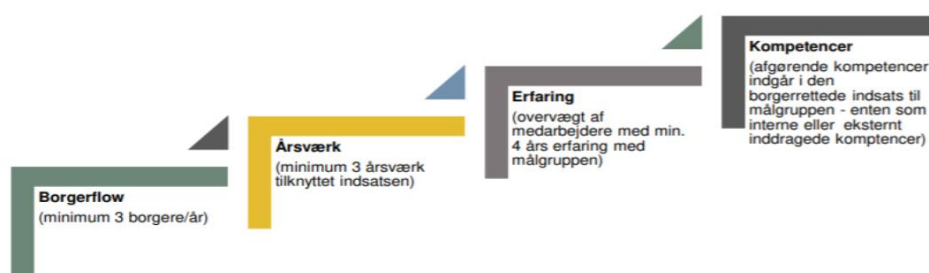 Borgerflow
(minimum 3 borgere/år)
Årsværk
(minimum 3 årsværk
tilknyttet indsatsen)
Erfaring
(overvægt af
medarbejdere med min.
4 års erfaring med
målgruppen)
Kompetencer
(afgørende kompetencer
indgår i den
borgerrettede indsats til
målgruppen - enten som
interne eller eksternt
inddragede komptencer)